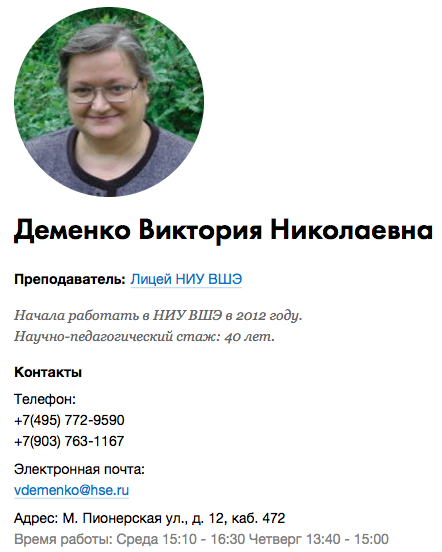 Деменко Виктория Николаевна
Преподаватель: Лицей НИУ ВШЭ
Начала работать в НИУ ВШЭ в 2012 году.
Научно-педагогический стаж: 40 лет.
Контакты
Телефон:
+7(495) 772-9590
+7(903) 763-1167
Электронная почта:
vdemenko@hse.ru
Адрес: М. Пионерская ул., д. 12, каб. 472
Время работы: Среда 15:10 - 16:30 Четверг 13:40 - 15:00